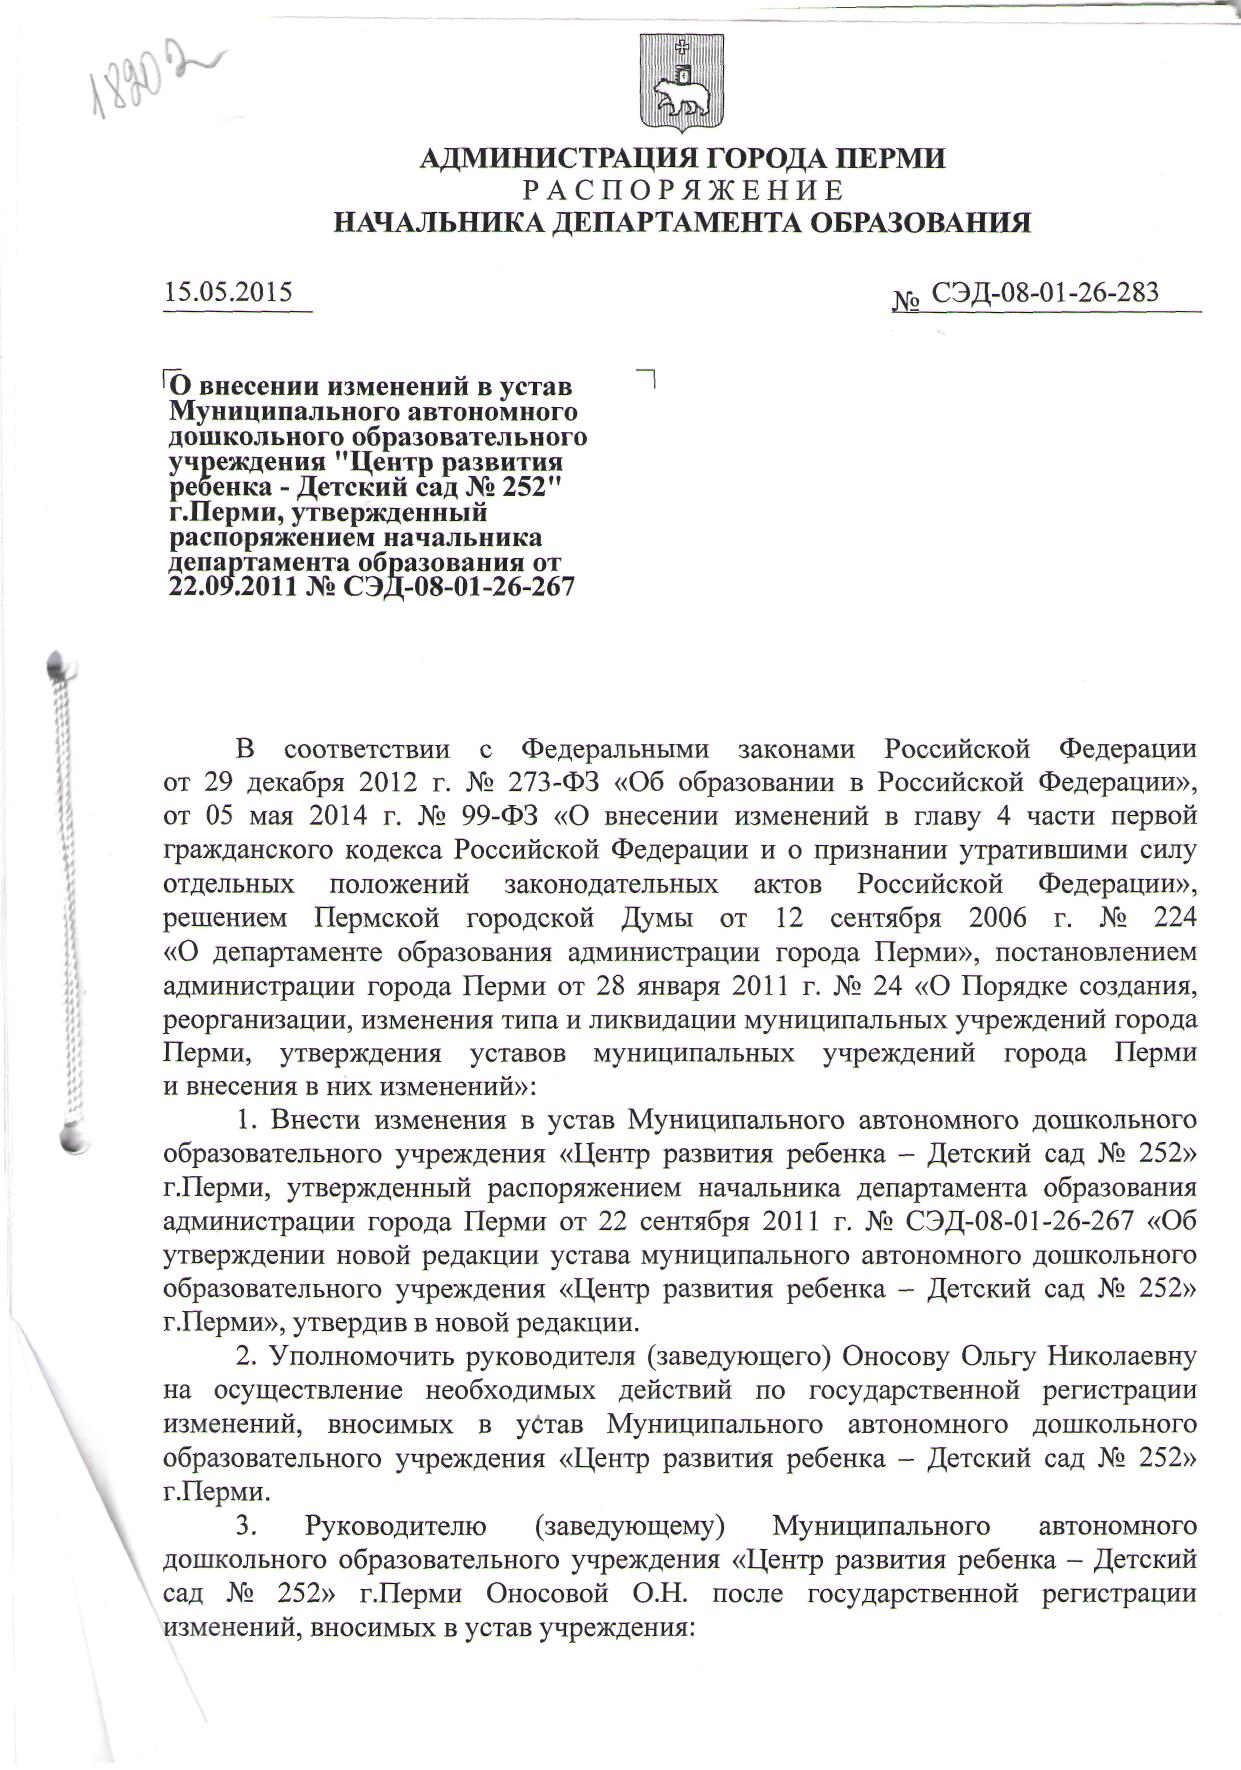 18202
АДМИНИСТРАЦИЯ ГОРОДА ПЕРМИ
РАСПОРЯЖЕНИЕ
НАЧАЛЬНИКА ДЕПАРТАМЕНТА ОБРАЗОВАНИЯ
15.05.2015
№ СЭД-08-01-26-283
О внесении изменений в устав
Муниципального автономного
дошкольного образовательного
учреждения "Центр развития
ребенка - Детский сад № 252"
г.Перми, утвержденный
распоряжением начальника
департамента образования от
22.09.2011 № СЭД-08-01-26-267
В соответствии с Федеральными законами Российской Федерации
от 29 декабря 2012 г. № 273-ФЗ «Об образовании в Российской Федерации»,
от 05 мая 2014 г. № 99-ФЗ «О внесении изменений в главу 4 части первой
гражданского кодекса Российской Федерации и о признании утратившими силу
отдельных положений законодательных актов Российской Федерации»,
решением Пермской городской Думы от 12 сентября 2006 г. № 224
«О департаменте образования администрации города Перми», постановлением
администрации города Перми от 28 января 2011 г. № 24 «О Порядке создания,
реорганизации, изменения типа и ликвидации муниципальных учреждений города
Перми, утверждения уставов муниципальных учреждений города Перми
и внесения в них изменений»:
1. Внести изменения в устав Муниципального автономного дошкольного
образовательного учреждения «Центр развития ребенка – Детский сад № 252»
г.Перми, утвержденный распоряжением начальника департамента образования
администрации города Перми от 22 сентября 2011 г. № СЭД-08-01-26-267 «Об
утверждении новой редакции устава муниципального автономного дошкольного
образовательного учреждения «Центр развития ребенка – Детский сад № 252»
г.Перми», утвердив в новой редакции.
2. Уполномочить руководителя (заведующего) Оносову Ольгу Николаевну
на осуществление необходимых действий по государственной регистрации
изменений, вносимых в устав Муниципального автономного дошкольного
образовательного учреждения «Центр развития ребенка – Детский сад № 252»
г.Перми.
3. Руководителю (заведующему) Муниципального автономного
дошкольного образовательного учреждения «Центр развития ребенка – Детский
сад № 252» г.Перми Оносовой О.Н. после государственной регистрации
изменений, вносимых в устав учреждения: